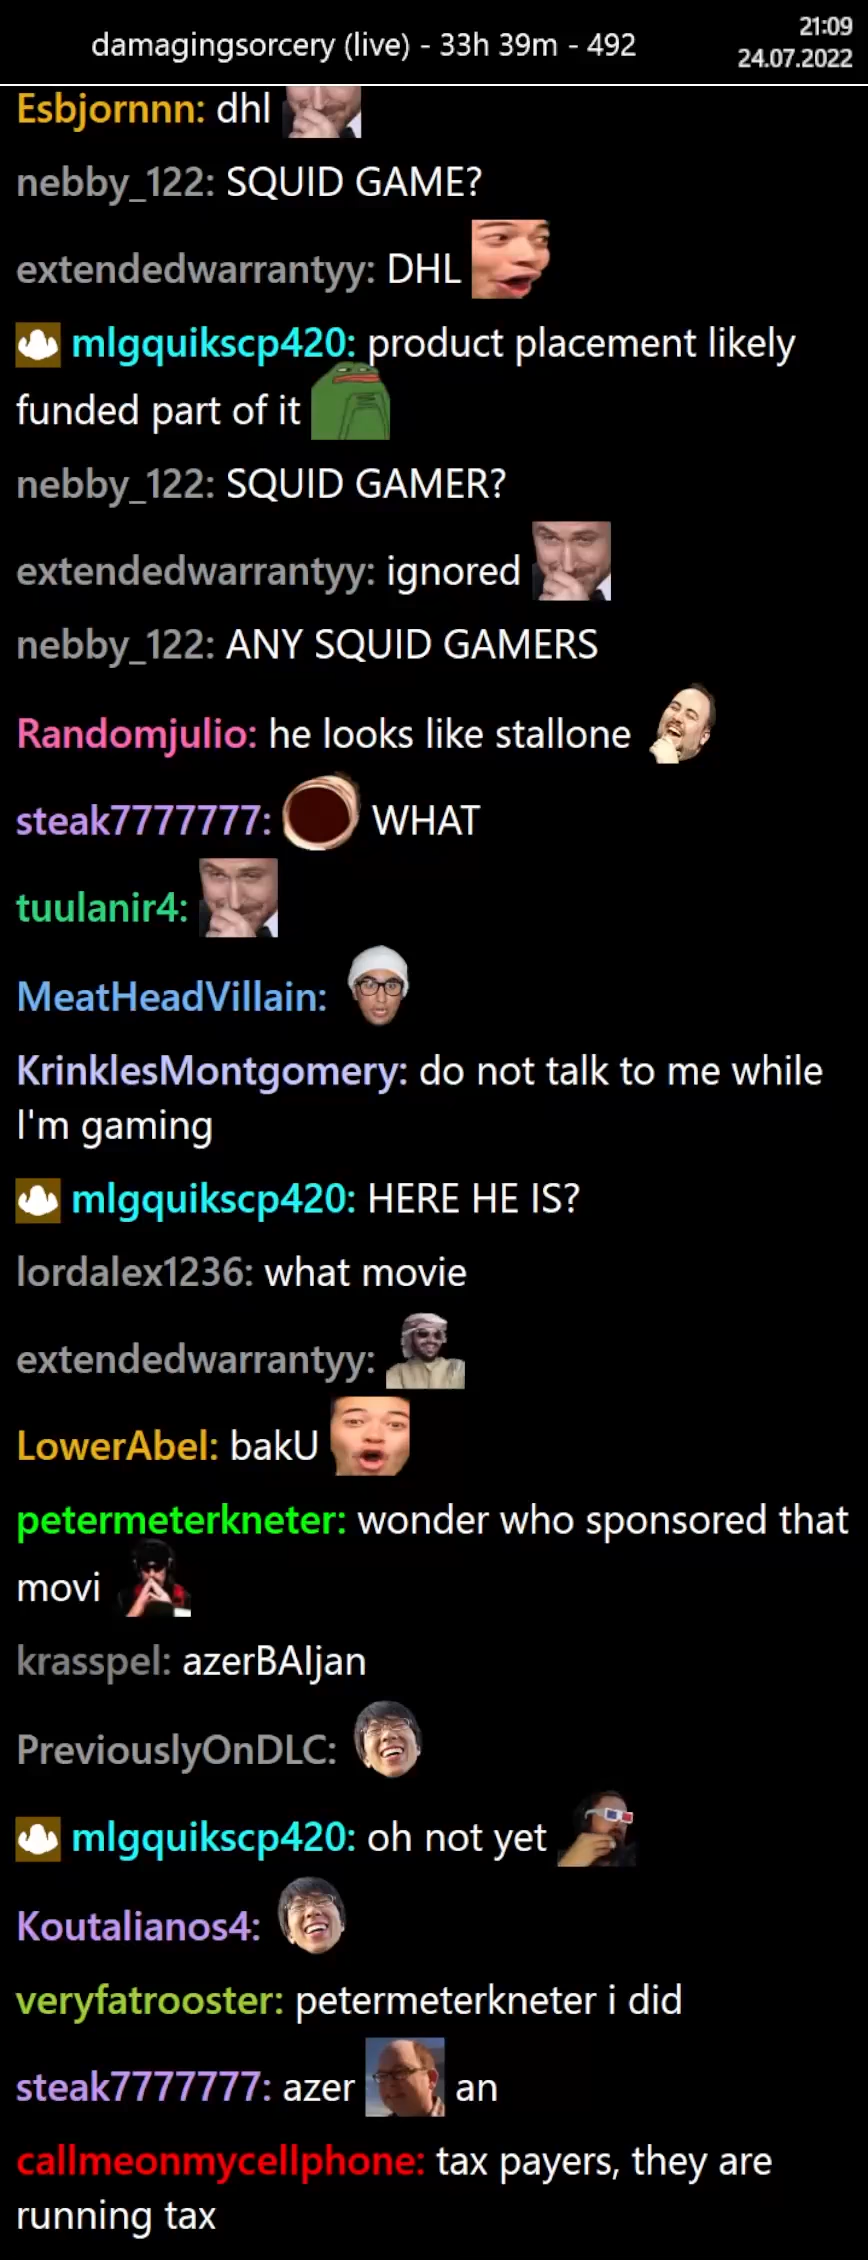 damagingsorcery (live) - 33h 39m - 492
21:09
24.07.2022
Esbjornnn: dhl
nebby_122: SQUID GAME?
extendedwarrantyy: DHL
mlgquikscp420: product placement likely
funded part of it
nebby_122: SQUID GAMER?
extendedwarrantyy: ignored
nebby_122: ANY SQUID GAMERS
Randomjulio: he looks like stallone
steak7777777: WHAT
tuulanir4:
MeatHeadVillain:
KrinklesMontgomery: do not talk to me while
I'm gaming
mlgquikscp420: HERE HE IS?
lordalex1236: what movie
extendedwarrantyy:
LowerAbel: bakU
petermeterkneter: wonder who sponsored that
movi
krasspel: azerBAIjan
PreviouslyOnDLC:
mlgquikscp420: oh not yet
Koutalianos4:
veryfatrooster: petermeterkneter i did
steak7777777: azer an
callmeonmycellphone: tax payers, they are
running tax